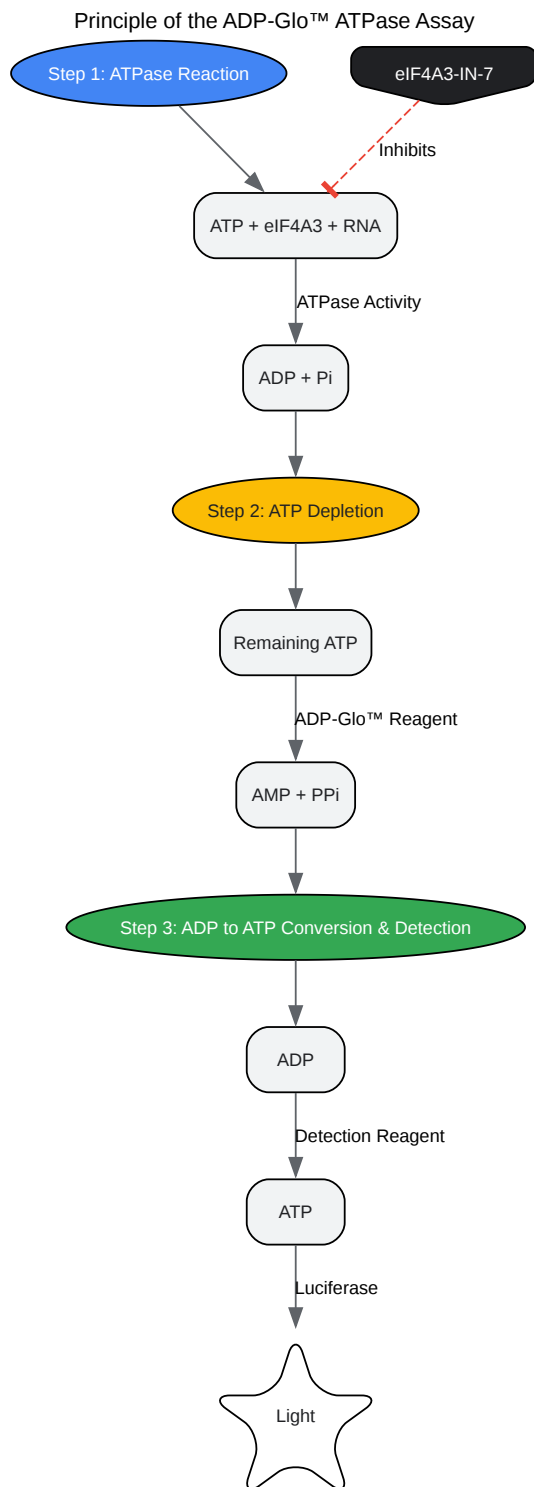 Principle of the ADP-Glo™ ATPase Assay
Step 1: ATPase Reaction
eIF4A3-IN-7
Inhibits
ATP + eIF4A3 + RNA
ATPase Activity
ADP + Pi
Step 2: ATP Depletion
Remaining ATP
ADP-Glo™ Reagent
AMP + PPi
Step 3: ADP to ATP Conversion & Detection
ADP
Detection Reagent
ATP
Luciferase
Light